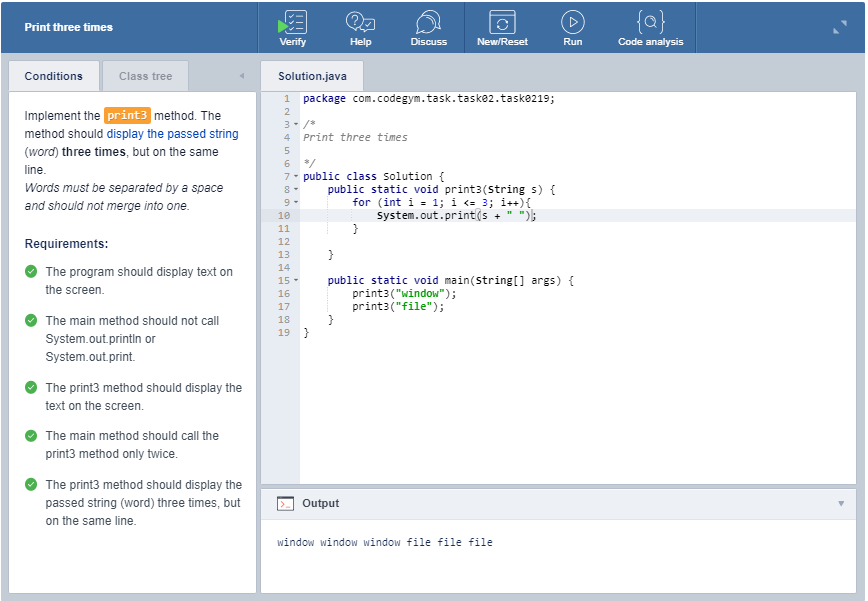 Print three times
Verify
Help
Discuss
New/Reset
Run
Code analysis
Conditions
Class tree
Implement the print3 method. The
method should display the passed string
(word) three times, but on the same
line.
Words must be separated by a space
and should not merge into one.
Requirements:
The program should display text on
the screen.
The main method should not call
System.out.println or
System.out.print.
The print3 method should display the
text on the screen.
The main method should call the
print3 method only twice.
The print3 method should display the
passed string (word) three times, but
on the same line.
Solution.java
1 package com.codegym.task.task02.task0219;
2
3 /*
4 Print three times
5
6 */
7 public class Solution {
8     public static void print3(String s) {
9         for (int i = 1; i <= 3; i++){
10             System.out.print(s + " ");
11         }
12
13     }
14
15     public static void main(String[] args) {
16         print3("window");
17         print3("file");
18     }
19 }
Output
window window window file file file